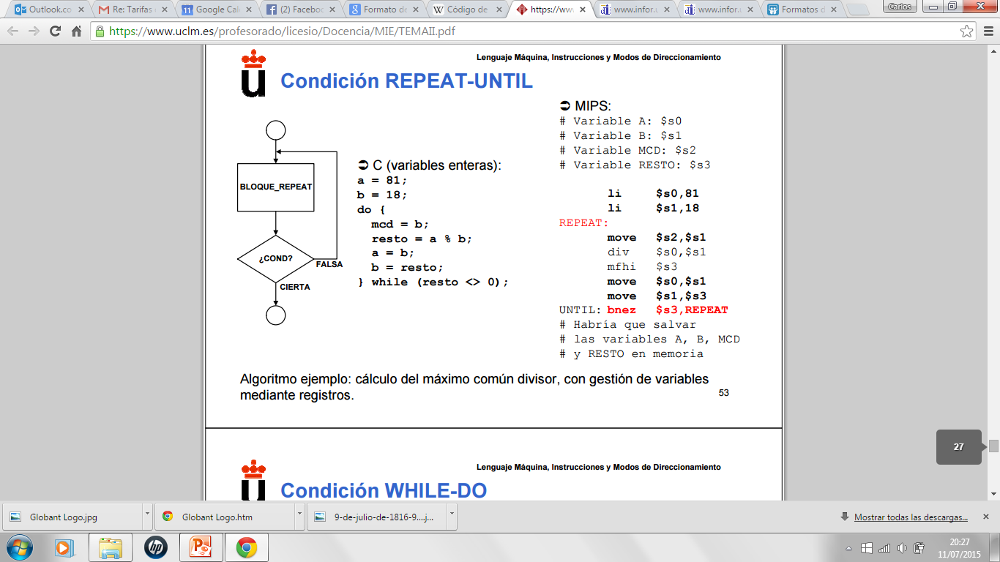 Outlook.co
Re: Tarifas
Google Cal
(2) Faceboo
Formato de
Código de
https://www
www.infor.u
www.infor.u
Formatos d
Carlos
https://www.uclm.es/profesorado/licesio/Docencia/MIE/TEMAII.pdf
Lenguaje Máquina, Instrucciones y Modos de Direccionamiento
u
Condición REPEAT-UNTIL
BLOQUE_REPEAT
¿COND?
FALSA
CIERTA
C (variables enteras):
a = 81;
b = 18;
do {
mcd = b;
resto = a % b;
a = b;
b = resto;
} while (resto <> 0);
MIPS:
# Variable A: $s0
# Variable B: $s1
# Variable MCD: $s2
# Variable RESTO: $s3
li $s0,81
li $s1,18
REPEAT:
move $s2,$s1
div $s0,$s1
mfhi $s3
move $s0,$s1
move $s1,$s3
UNTIL: bnez $s3,REPEAT
# Habría que salvar
# las variables A, B, MCD
# y RESTO en memoria
Algoritmo ejemplo: cálculo del máximo común divisor, con gestión de variables
mediante registros.
53
27
Lenguaje Máquina, Instrucciones y Modos de Direccionamiento
u
Condición WHILE-DO
Globant Logo.jpg
Globant Logo.htm
9-de-julio-de-1816-9....j...
Mostrar todas las descargas...
hp
20:27
11/07/2015